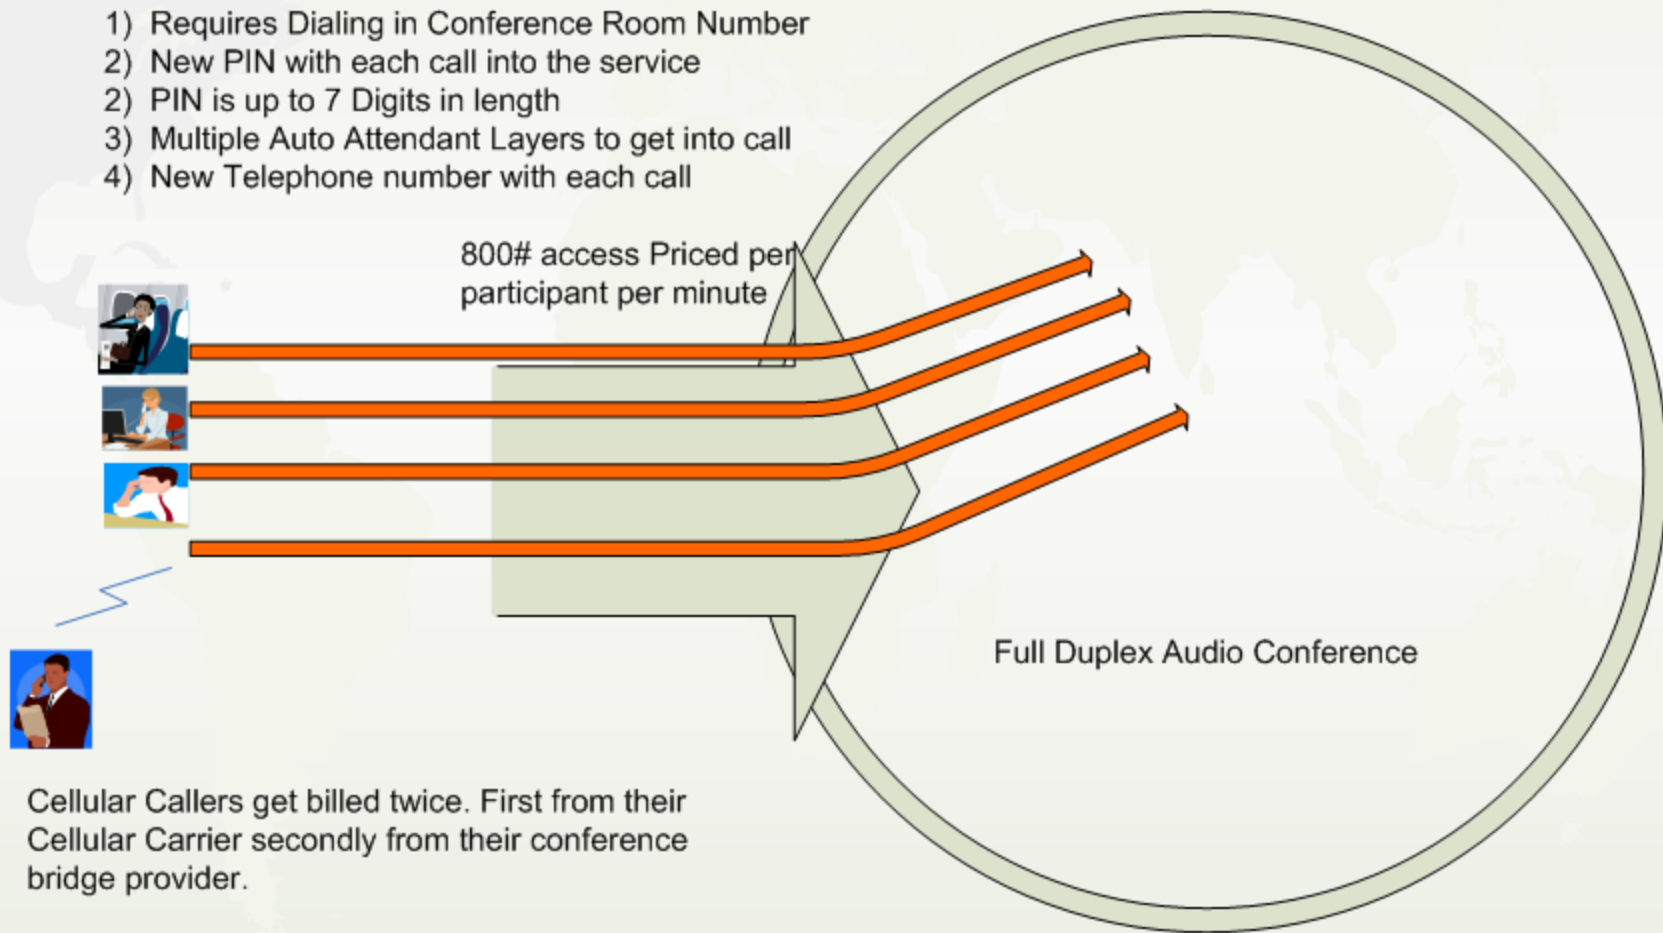 1) Requires Dialing in Conference Room Number
2) New PIN with each call into the service
2) PIN is up to 7 Digits in length
3) Multiple Auto Attendant Layers to get into call
4) New Telephone number with each call
800# access Priced per
participant per minute
Full Duplex Audio Conference
Cellular Callers get billed twice. First from their
Cellular Carrier secondly from their conference
bridge provider.